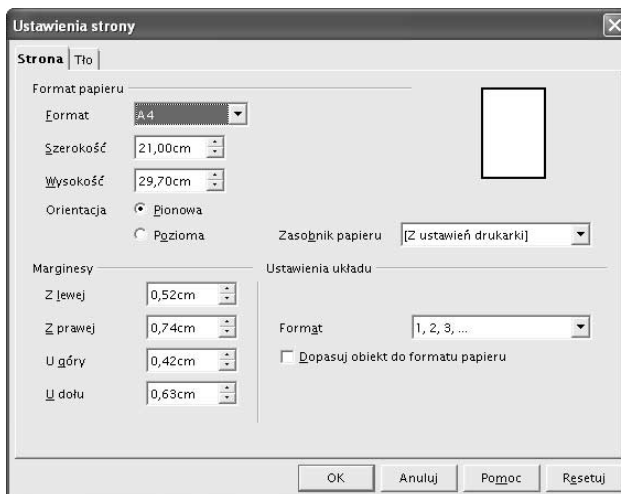 Ustawienia strony
Strona Tło
Format papieru
Format A4
Szerokość 21,00cm
Wysokość 29,70cm
Orientacja Pionowa
Pozioma
Zasobnik papieru [Z ustawień drukarki]
Marginesy
Z lewej 0,52cm
Z prawej 0,74cm
U góry 0,42cm
U dołu 0,63cm
Ustawienia układu
Format 1, 2, 3, ...
Dopasuj obiekt do formatu papieru
OK Anuluj Pomoc Resetuj